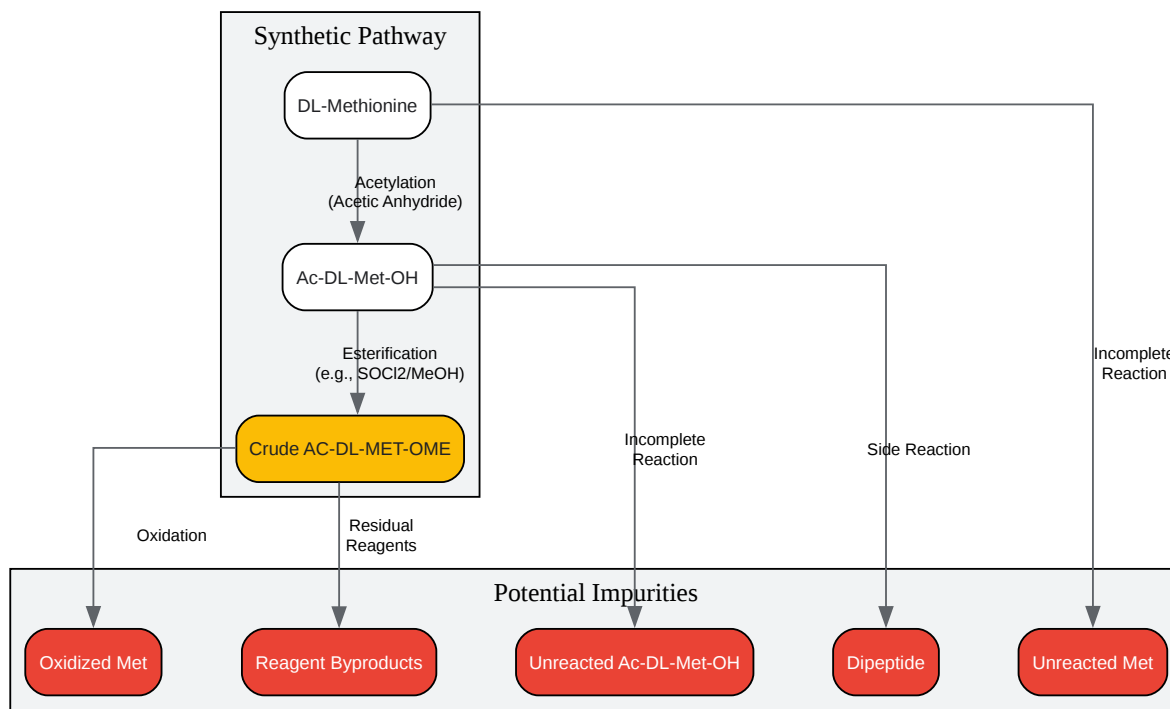 Synthetic Pathway
DL-Methionine
Acetylation
(Acetic Anhydride)
Ac-DL-Met-OH
Esterification
(e.g., SOCl2/MeOH)
Incomplete
Reaction
Crude AC-DL-MET-OME
Incomplete
Reaction
Side Reaction
Oxidation
Residual
Reagents
Potential Impurities
Oxidized Met
Reagent Byproducts
Unreacted Ac-DL-Met-OH
Dipeptide
Unreacted Met